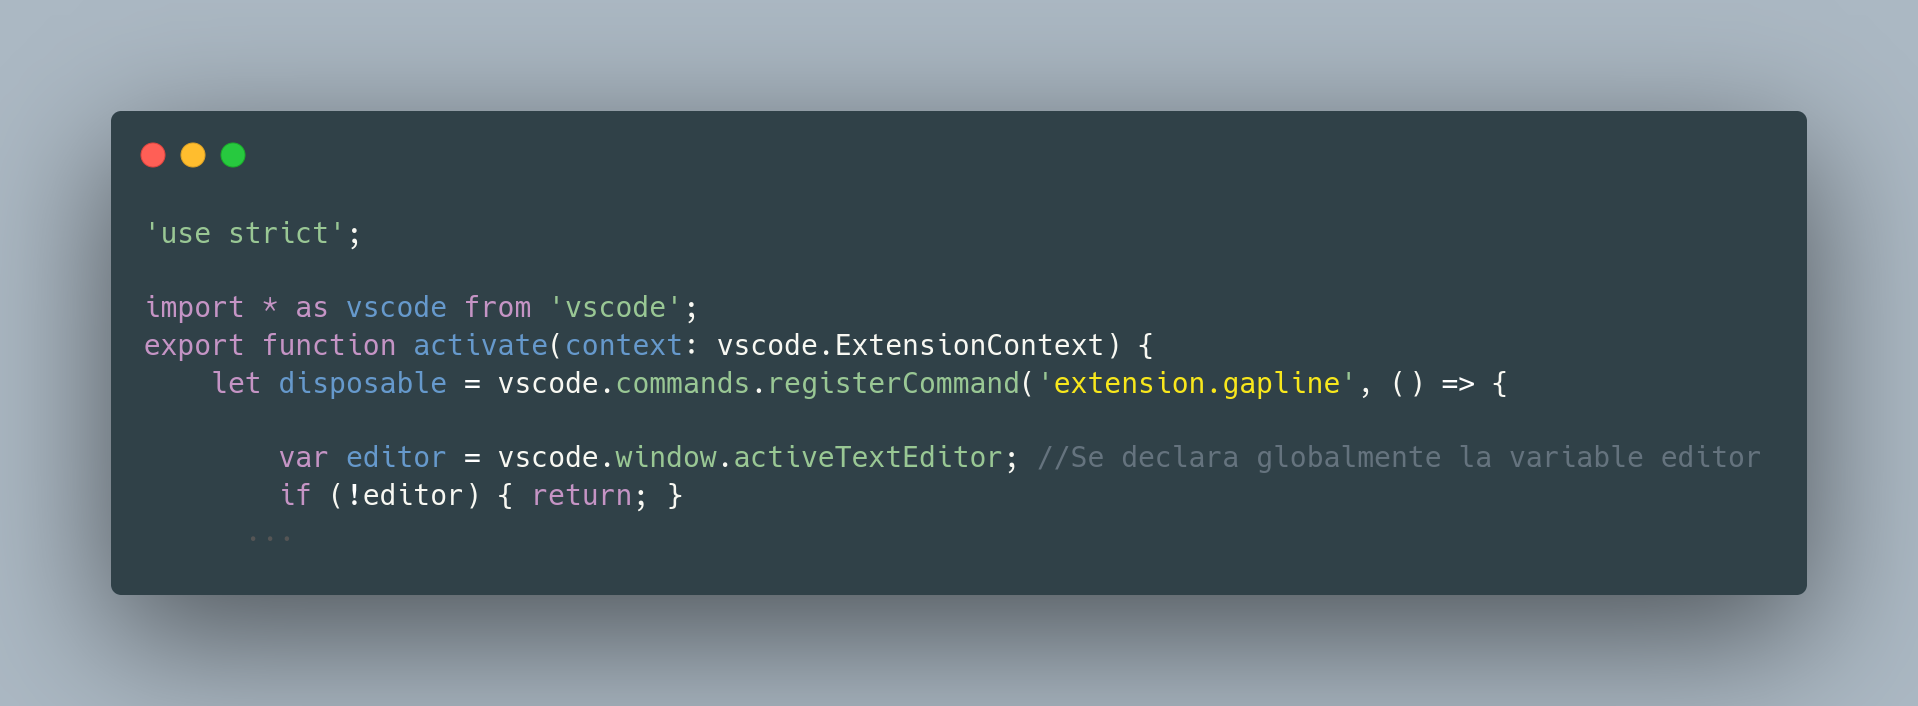 'use strict';
import * as vscode from 'vscode';
export function activate(context: vscode.ExtensionContext) {
let disposable = vscode.commands.registerCommand('extension.gapline', () => {
var editor = vscode.window.activeTextEditor; //Se declara globalmente la variable editor
if (!editor) { return; }
...